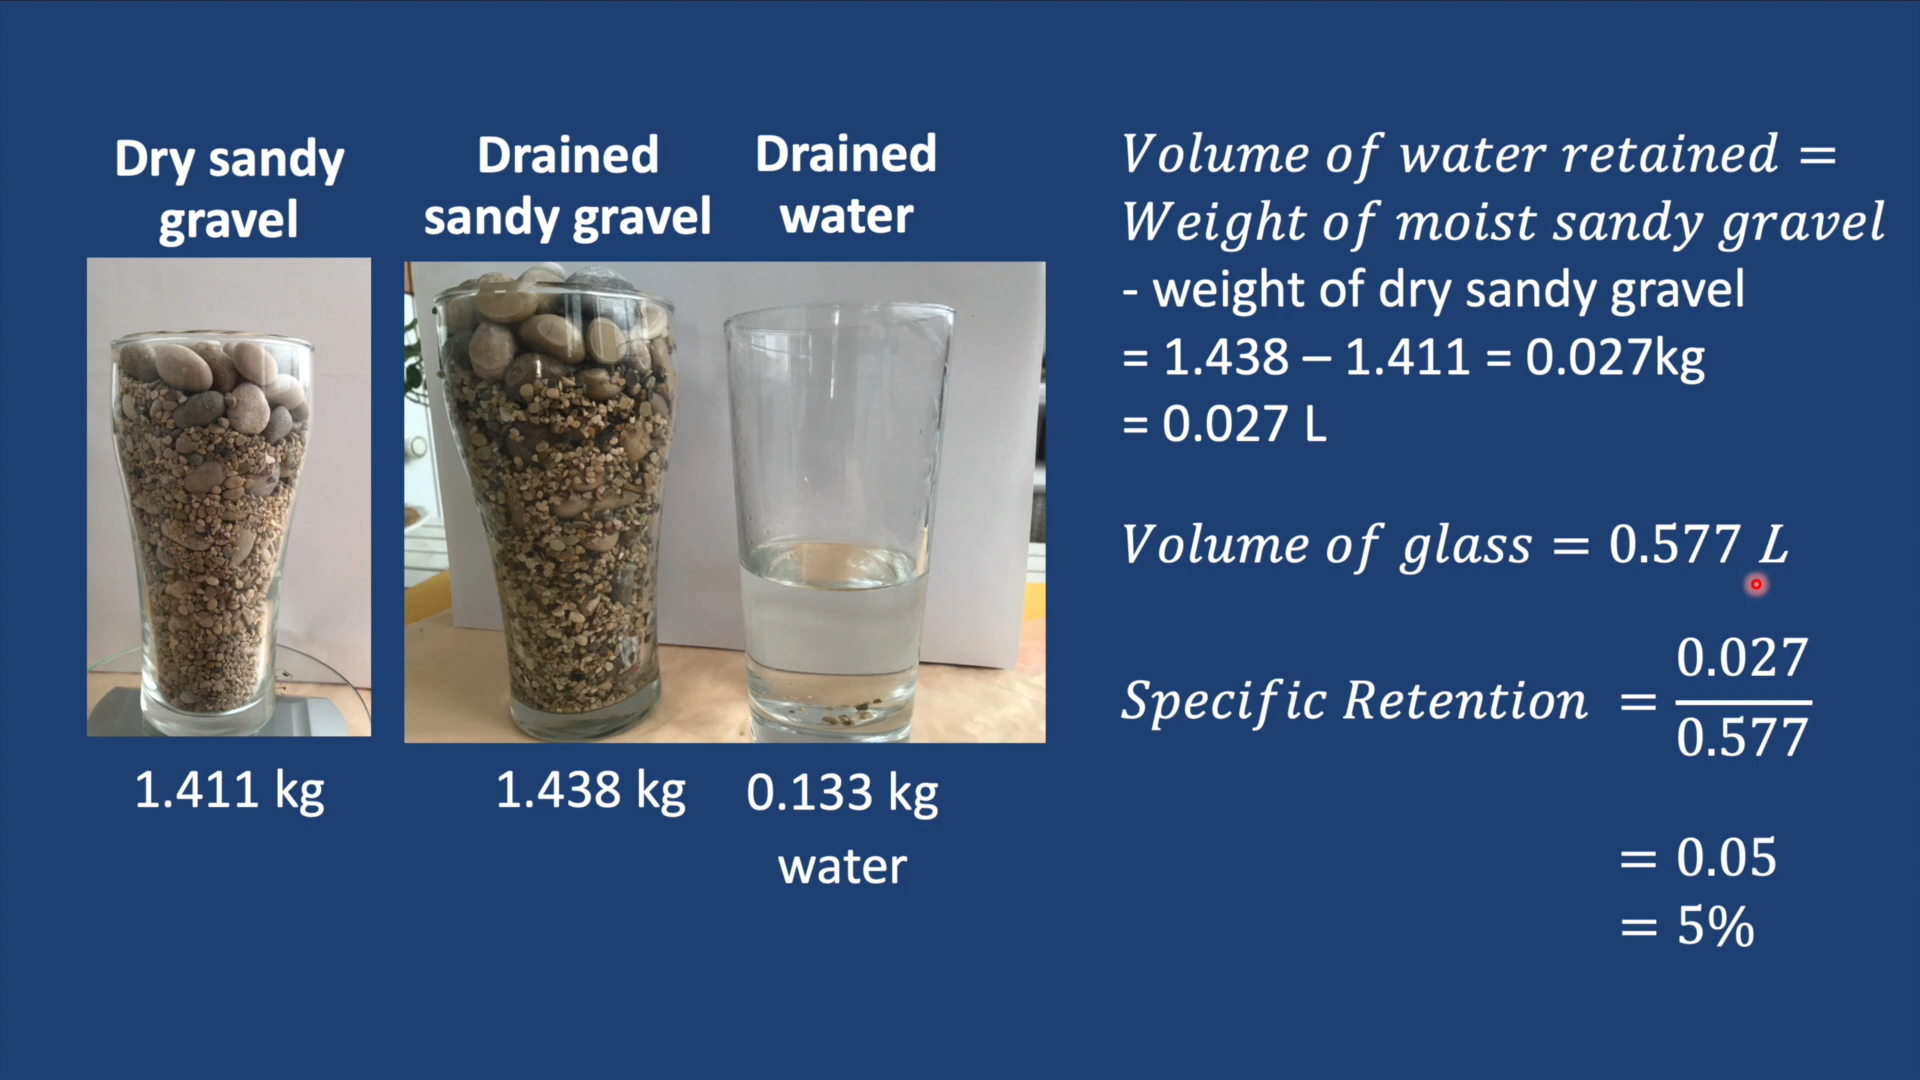 Dry sandy
gravel
Drained
sandy gravel
Drained
water
1.411 kg
1.438 kg
0.133 kg
water
Volume of water retained =
Weight of moist sandy gravel
- weight of dry sandy gravel
= 1.438 – 1.411 = 0.027kg
= 0.027 L
Volume of glass = 0.577 L
Specific Retention = 0.027
0.577
= 0.05
= 5%